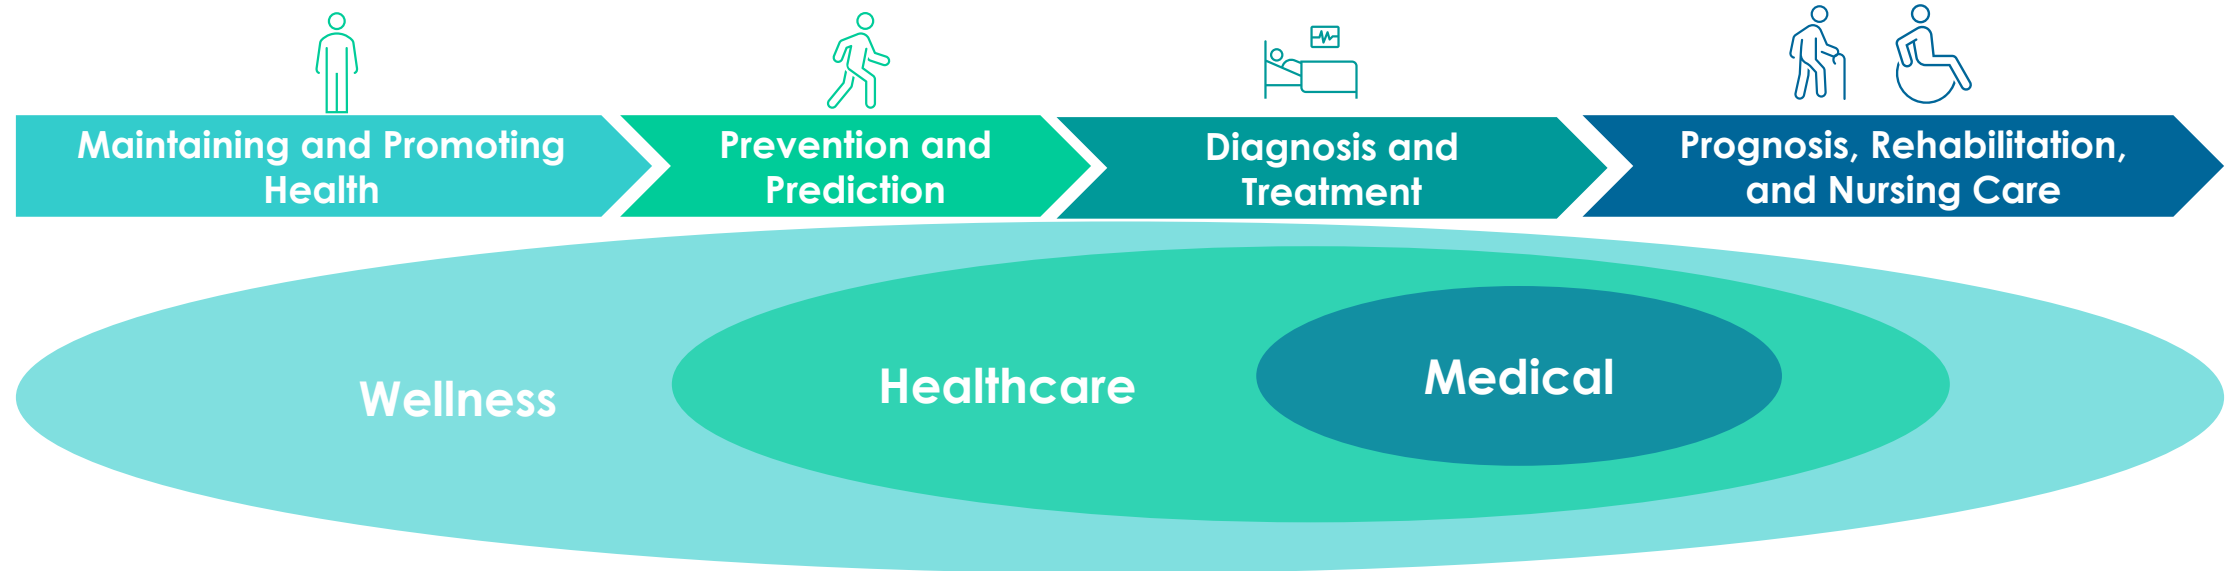 Maintaining and Promoting
Health
Prevention and
Prediction
Diagnosis and
Treatment
Prognosis, Rehabilitation,
and Nursing Care
Wellness
Healthcare
Medical